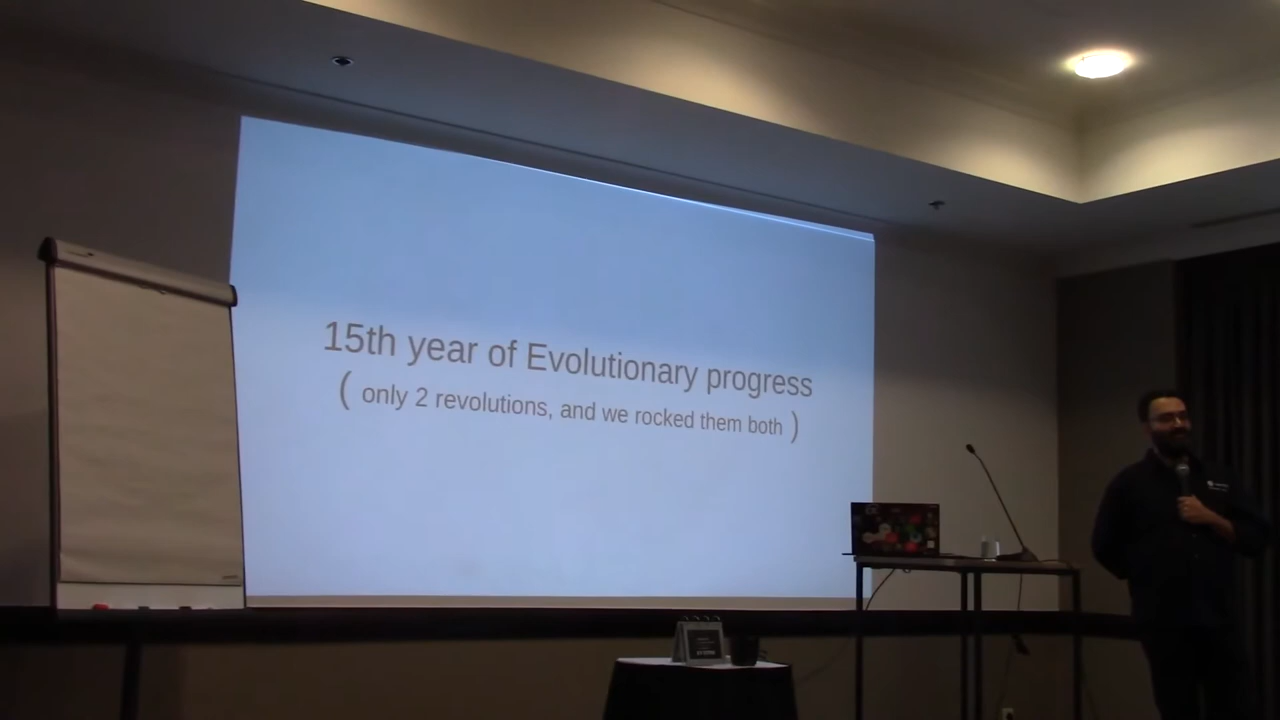 15th year of Evolutionary progress
( only 2 revolutions, and we rocked them both )